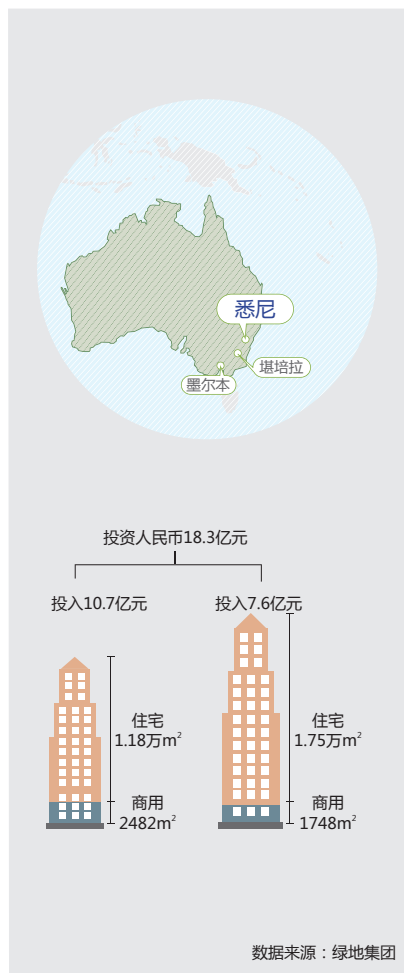 悉尼
堪培拉
墨尔本
投资人民币18.3亿元
投入10.7亿元
投入7.6亿元
住宅
1.18万m²
商用
2482m²
住宅
1.75万m²
商用
1748m²
数据来源：绿地集团